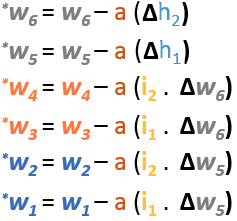 *w₆ = w₆ − a (Δh₂)
*w₅ = w₅ − a (Δh₁)
*w₄ = w₄ − a (i₂ . Δw₆)
*w₃ = w₃ − a (i₁ . Δw₆)
*w₂ = w₂ − a (i₂ . Δw₅)
*w₁ = w₁ − a (i₁ . Δw₅)